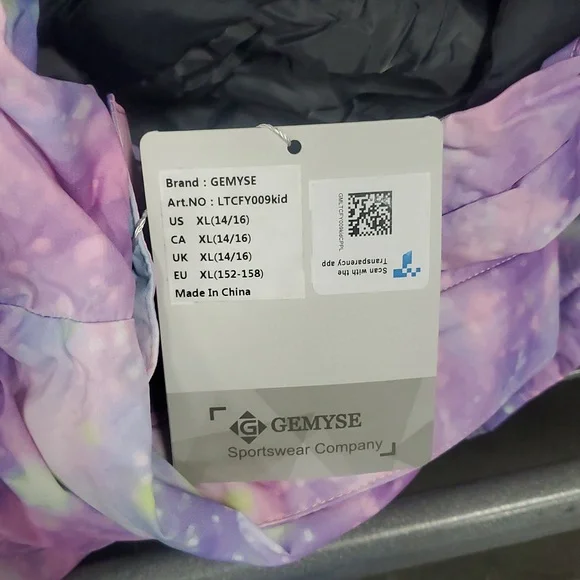 Brand : GEMYSE
Art.NO : LTCFY009kid
US XL(14/16)
CA XL(14/16)
UK XL(14/16)
EU XL(152-158)
Made In China
Scan with the
Transparency app
G GEMYSE
Sportswear Company